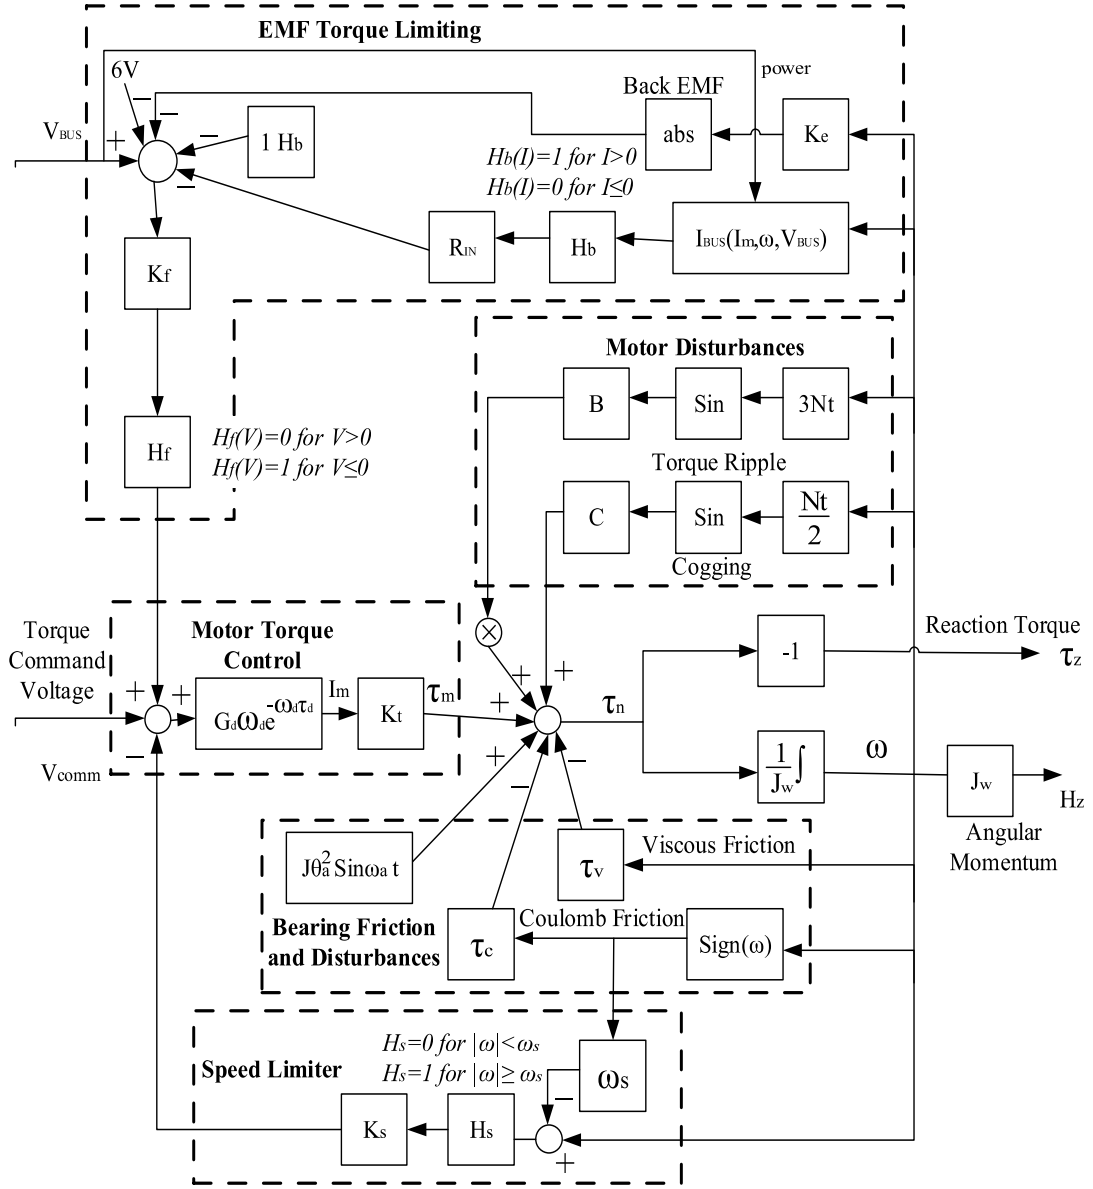 EMF Torque Limiting
6V
power
Back EMF
VBUS
+
−
−
−
−
1 Hb
abs
Ke
Hb(I)=1 for I>0
Hb(I)=0 for I≤0
RIN
Hb
IBUS(Im,ω,VBUS)
Kf
Motor Disturbances
B
Sin
3Nt
Hf
Hf(V)=0 for V>0
Hf(V)=1 for V≤0
Torque Ripple
C
Sin
Nt
2
Cogging
Motor Torque
Control
Torque
Command
Voltage
+
+
−
Vcomm
Gdωde-ωdτd
Im
Kt
τm
×
+
+
+
+
−
−
τn
-1
Reaction Torque
τz
1
Jw
∫
ω
Jw
Hz
Angular
Momentum
Jθa2 Sinωa t
τv
Viscous Friction
Bearing Friction
and Disturbances
τc
Coulomb Friction
Sign(ω)
Hs=0 for |ω|<ωs
Hs=1 for |ω|≥ ωs
Speed Limiter
ωs
−
Ks
Hs
+